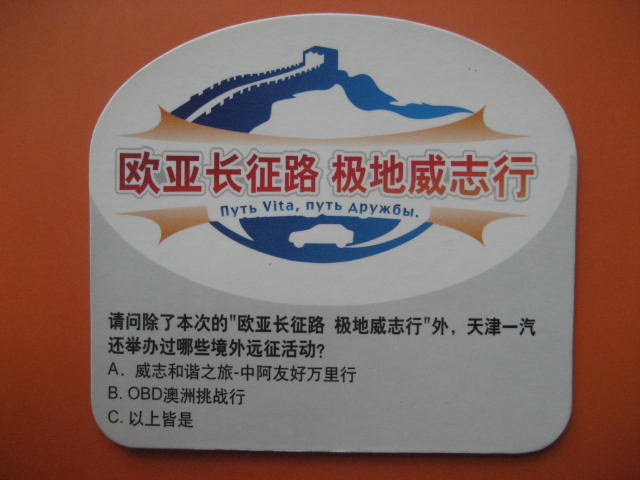 欧亚长征路 极地威志行
Путь Vita, путь дружбы.
请问除了本次的"欧亚长征路 极地威志行"外，天津一汽
还举办过哪些境外远征活动?
A. 威志和谐之旅-中阿友好万里行
B. OBD澳洲挑战行
C. 以上皆是